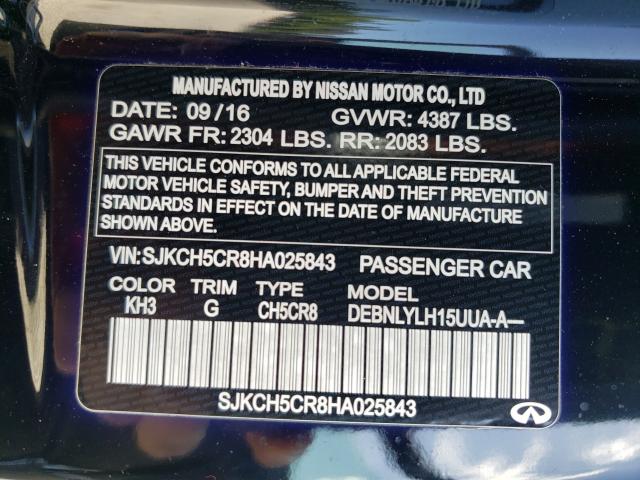 MANUFACTURED BY NISSAN MOTOR CO., LTD
DATE: 09/16 GVWR: 4387 LBS.
GAWR FR: 2304 LBS. RR: 2083 LBS.
THIS VEHICLE CONFORMS TO ALL APPLICABLE FEDERAL
MOTOR VEHICLE SAFETY, BUMPER AND THEFT PREVENTION
STANDARDS IN EFFECT ON THE DATE OF MANUFACTURE
SHOWN ABOVE.
VIN: SJKCH5CR8HA025843 PASSENGER CAR
COLOR TRIM TYPE MODEL
KH3 G CH5CR8 DEBNLYLH15UUA-A—
SJKCH5CR8HA025843